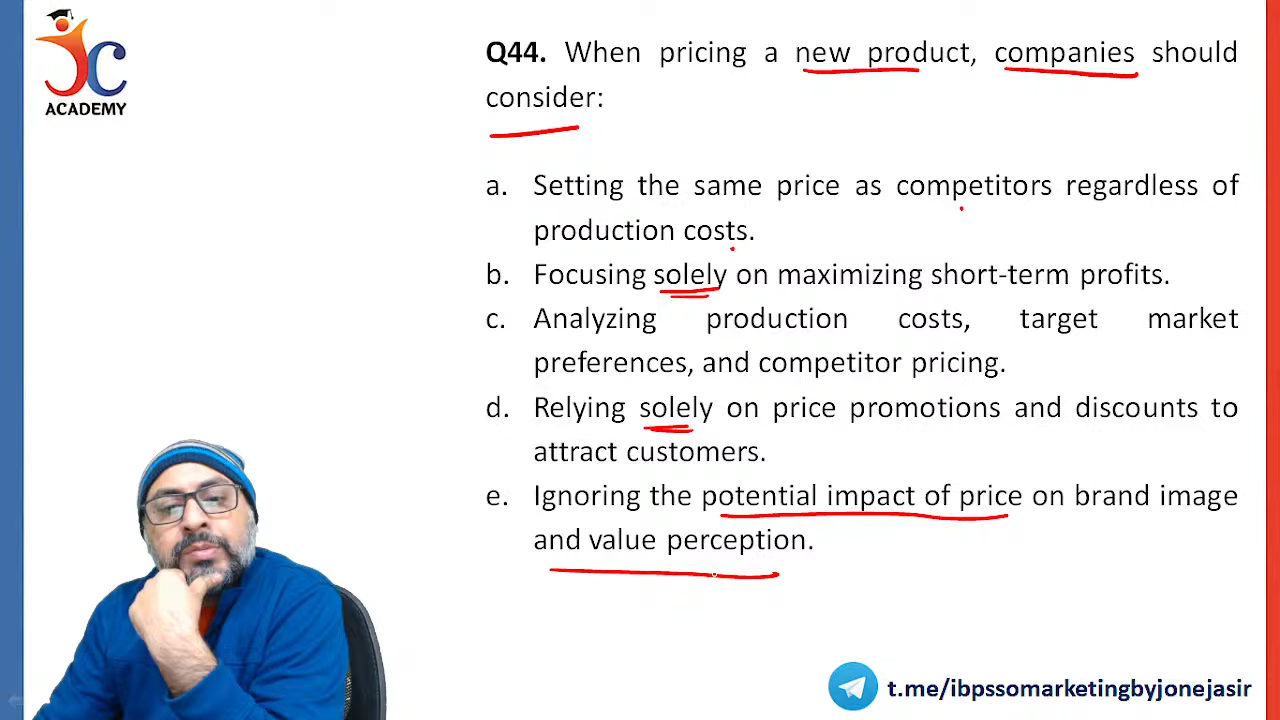 JC
ACADEMY
Q44. When pricing a new product, companies should
consider:
a. Setting the same price as competitors regardless of
production costs.
b. Focusing solely on maximizing short-term profits.
c. Analyzing production costs, target market
preferences, and competitor pricing.
d. Relying solely on price promotions and discounts to
attract customers.
e. Ignoring the potential impact of price on brand image
and value perception.
t.me/ibpssomarketingbyjonejasir